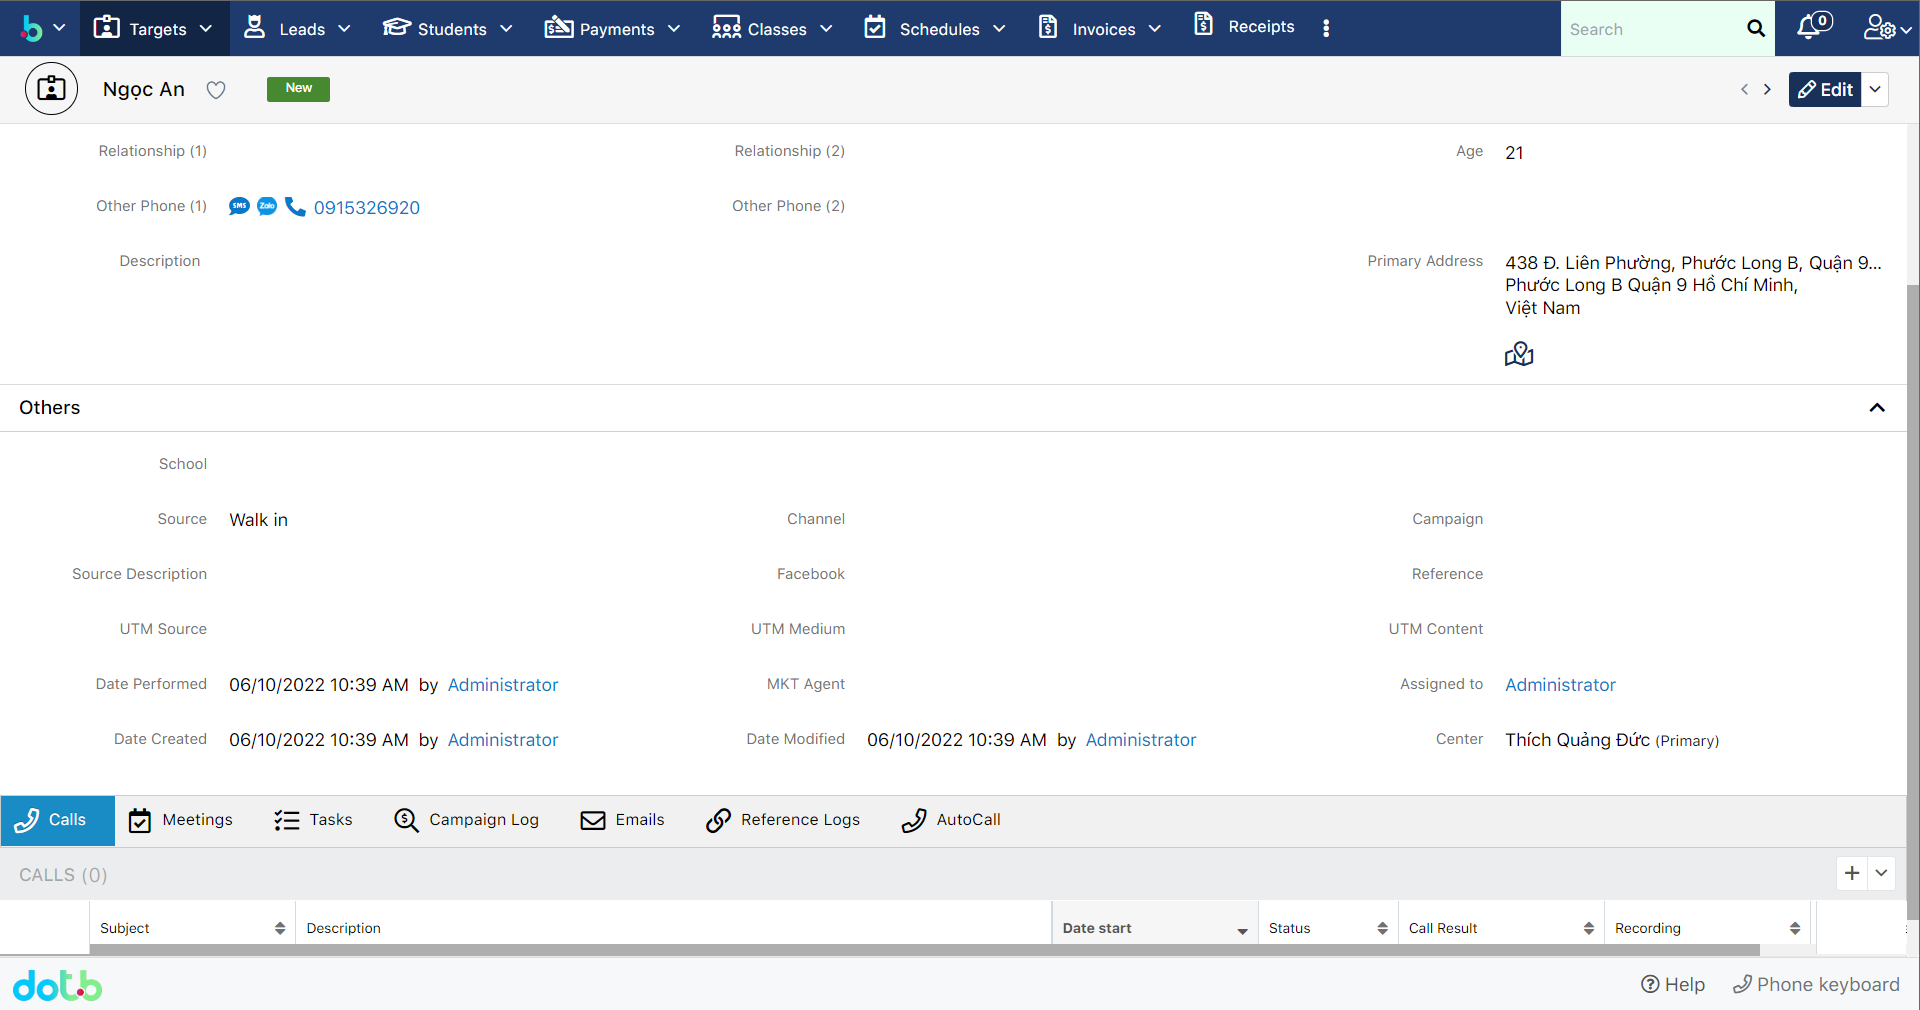 Targets Leads Students Payments Classes Schedules Invoices Receipts Search 0
Ngọc An New Edit
Relationship (1) Relationship (2) Age 21
Other Phone (1) SMS Zalo 0915326920 Other Phone (2)
Description Primary Address 438 Đ. Liên Phường, Phước Long B, Quận 9...
Phước Long B Quận 9 Hồ Chí Minh,
Việt Nam
Others
School
Source Walk in Channel Campaign
Source Description Facebook Reference
UTM Source UTM Medium UTM Content
Date Performed 06/10/2022 10:39 AM by Administrator MKT Agent Assigned to Administrator
Date Created 06/10/2022 10:39 AM by Administrator Date Modified 06/10/2022 10:39 AM by Administrator Center Thích Quảng Đức (Primary)
Calls Meetings Tasks Campaign Log Emails Reference Logs AutoCall
CALLS (0)
Subject Description Date start Status Call Result Recording
dotb Help Phone keyboard